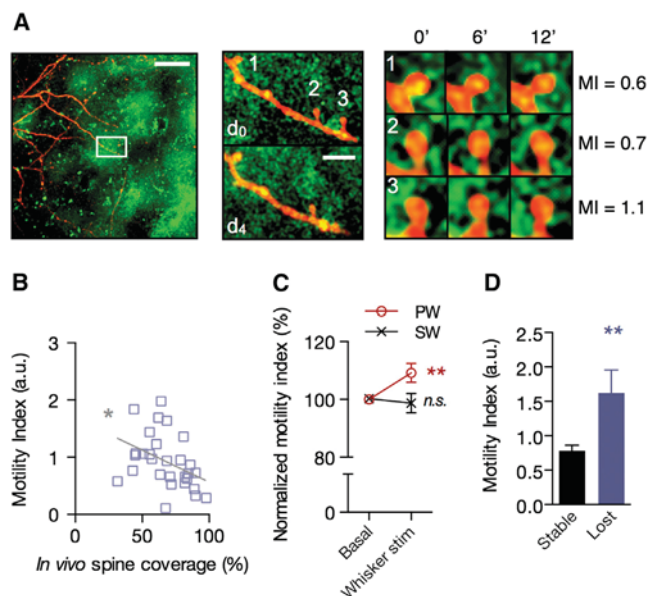 A
0' 6' 12'
1
2
3
d0
d4
1
2
3
MI = 0.6
MI = 0.7
MI = 1.1
B
Motility Index (a.u.)
3
2
1
0
*
0 50 100
In vivo spine coverage (%)
C
PW
SW
Normalized motility index (%)
120
100
80
0
**
n.s.
Basal
Whisker stim
D
Motility Index (a.u.)
2.5
2.0
1.5
1.0
0.5
0.0
**
Stable
Lost